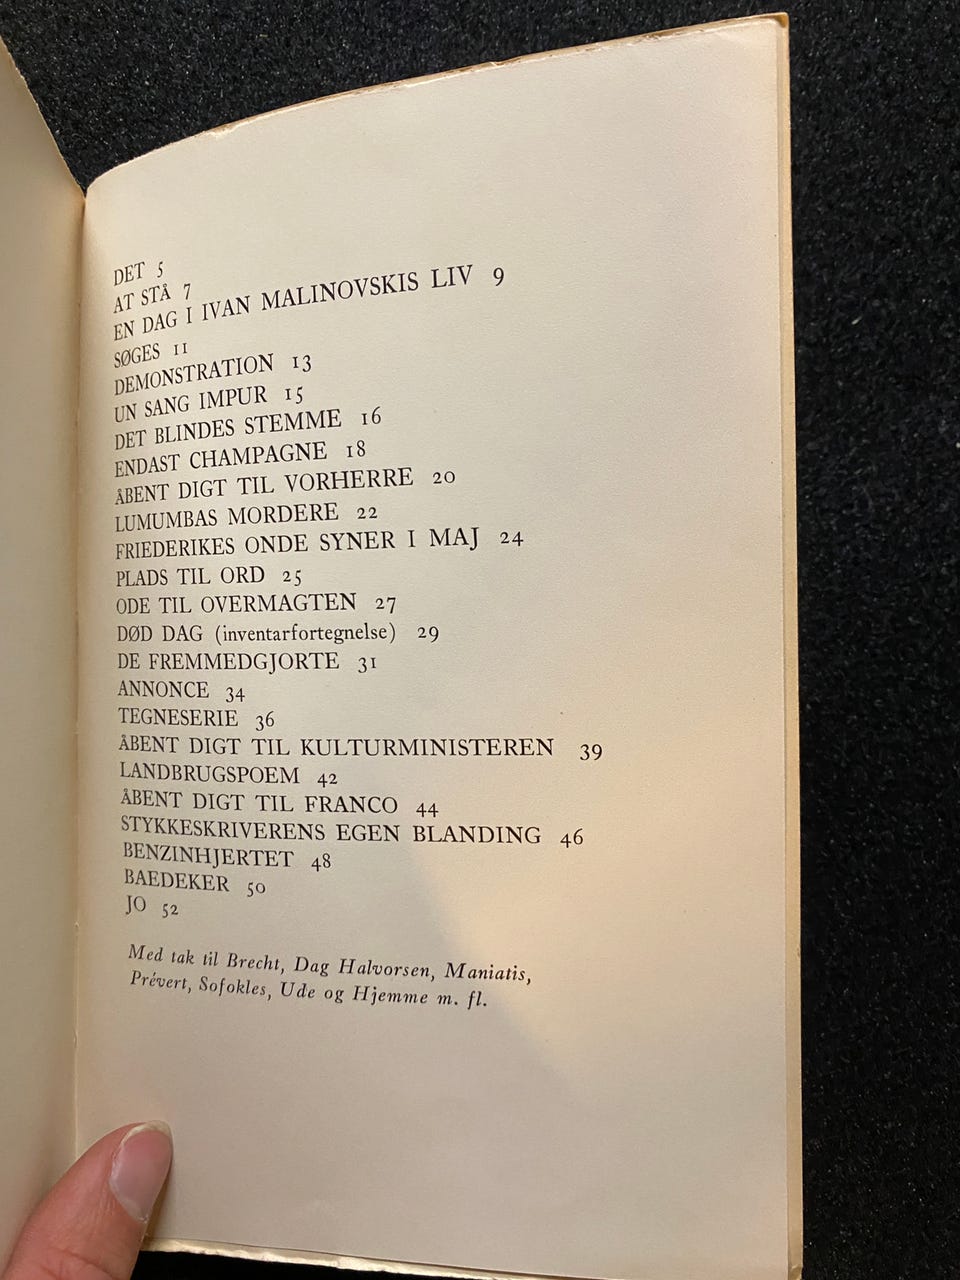 DET 5
AT STÅ 7
EN DAG I IVAN MALINOVSKIS LIV 9
SØGES 11
DEMONSTRATION 13
UN SANG IMPUR 15
DET BLINDES STEMME 16
ENDAST CHAMPAGNE 18
ÅBENT DIGT TIL VORHERRE 20
LUMUMBAS MORDERE 22
FRIEDERIKES ONDE SYNER I MAJ 24
PLADS TIL ORD 25
ODE TIL OVERMAGTEN 27
DØD DAG (inventarfortegnelse) 29
DE FREMMEDGJORTE 31
ANNONCE 34
TEGNESERIE 36
ÅBENT DIGT TIL KULTURMINISTEREN 39
LANDBRUGSPOEM 42
ÅBENT DIGT TIL FRANCO 44
STYKKESKRIVERENS EGEN BLANDING 46
BENZINHJERTET 48
BAEDEKER 50
JO 52
Med tak til Brecht, Dag Halvorsen, Maniatis,
Prévert, Sofokles, Ude og Hjemme m. fl.